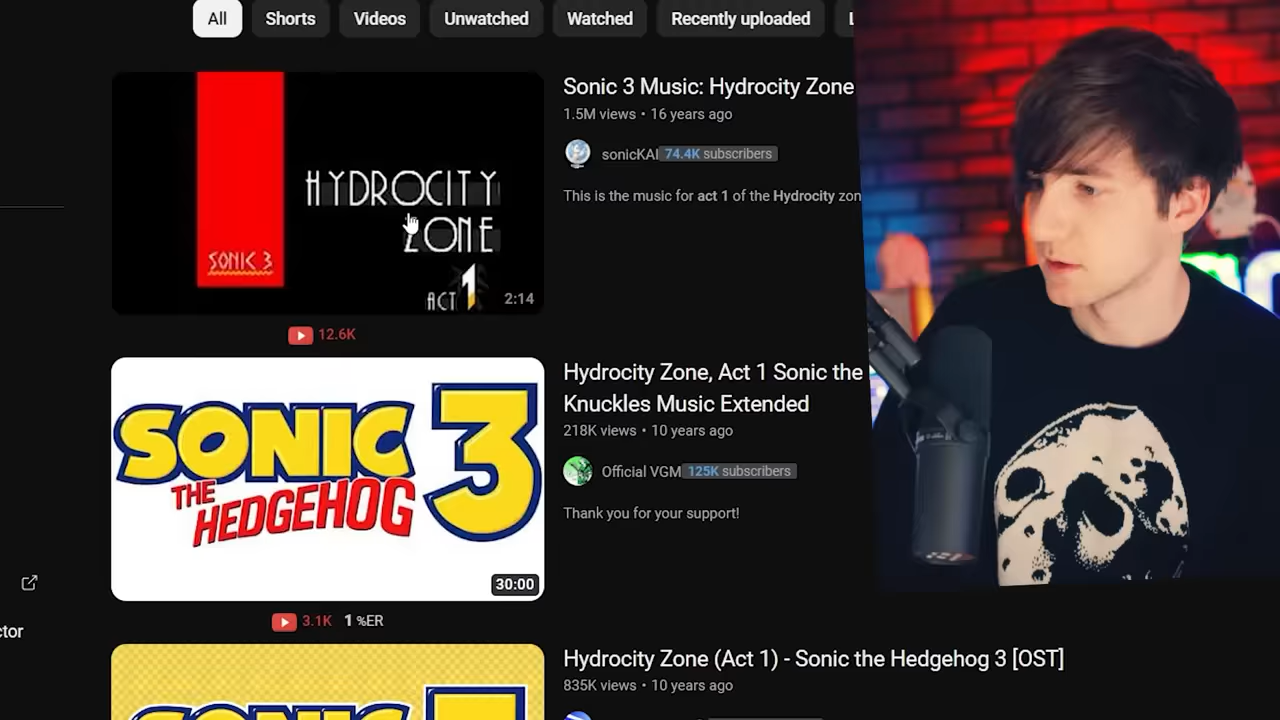 All Shorts Videos Unwatched Watched Recently uploaded L
HYDROCITY
ZONE
ACT 1
SONIC 3
2:14
Sonic 3 Music: Hydrocity Zone
1.5M views • 16 years ago
sonicKAI 74.4K subscribers
This is the music for act 1 of the Hydrocity zon
12.6K
SONIC 3
THE
HEDGEHOG
30:00
Hydrocity Zone, Act 1 Sonic the
Knuckles Music Extended
218K views • 10 years ago
Official VGM 125K subscribers
Thank you for your support!
3.1K 1 %ER
ctor
Hydrocity Zone (Act 1) - Sonic the Hedgehog 3 [OST]
835K views • 10 years ago